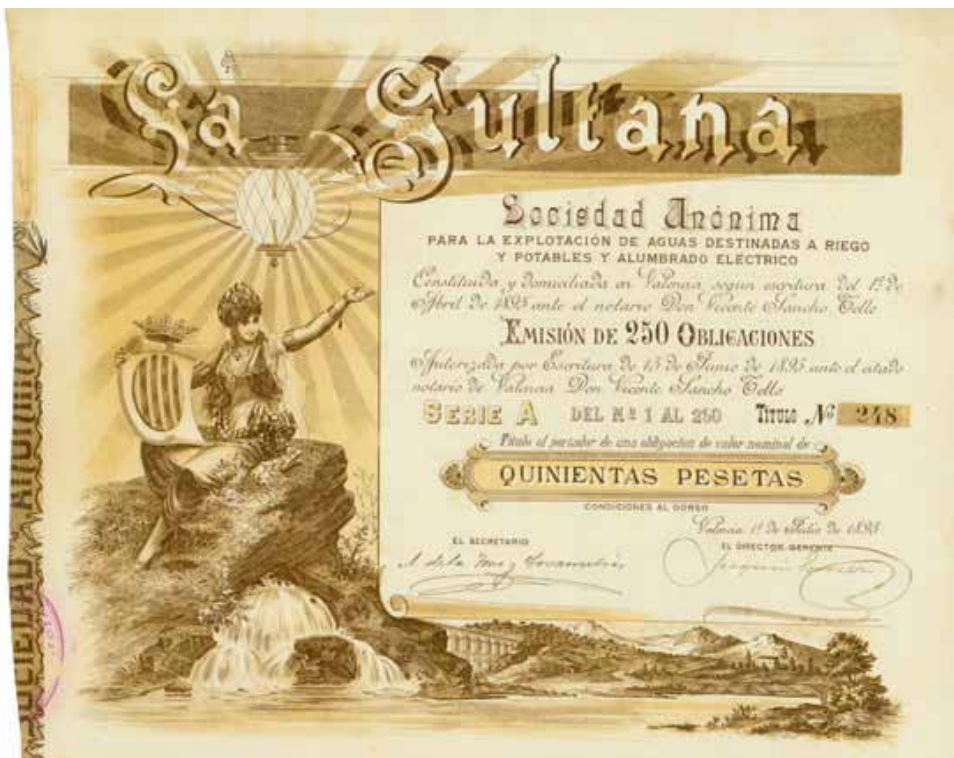 La Sultana
Sociedad Anónima
PARA LA EXPLOTACIÓN DE AGUAS DESTINADAS A RIEGO
Y POTABLES Y ALUMBRADO ELÉCTRICO
Constituida y domiciliada en Valencia, según escritura del 1º de
Abril de 1895 ante el notario Don Vicente Sancho Tello
EMISIÓN DE 250 OBLIGACIONES
Autorizada por Escritura de 15 de Junio de 1895 ante el citado
notario de Valencia Don Vicente Sancho Tello
SERIE A DEL Nº 1 AL 250 TÍTULO Nº 248
Título al portador de una obligación de valor nominal de
QUINIENTAS PESETAS
CONDICIONES AL DORSO
Valencia 1º de Julio de 1895
EL SECRETARIO
EL DIRECTOR GERENTE
SOCIEDAD ANÓNIMA